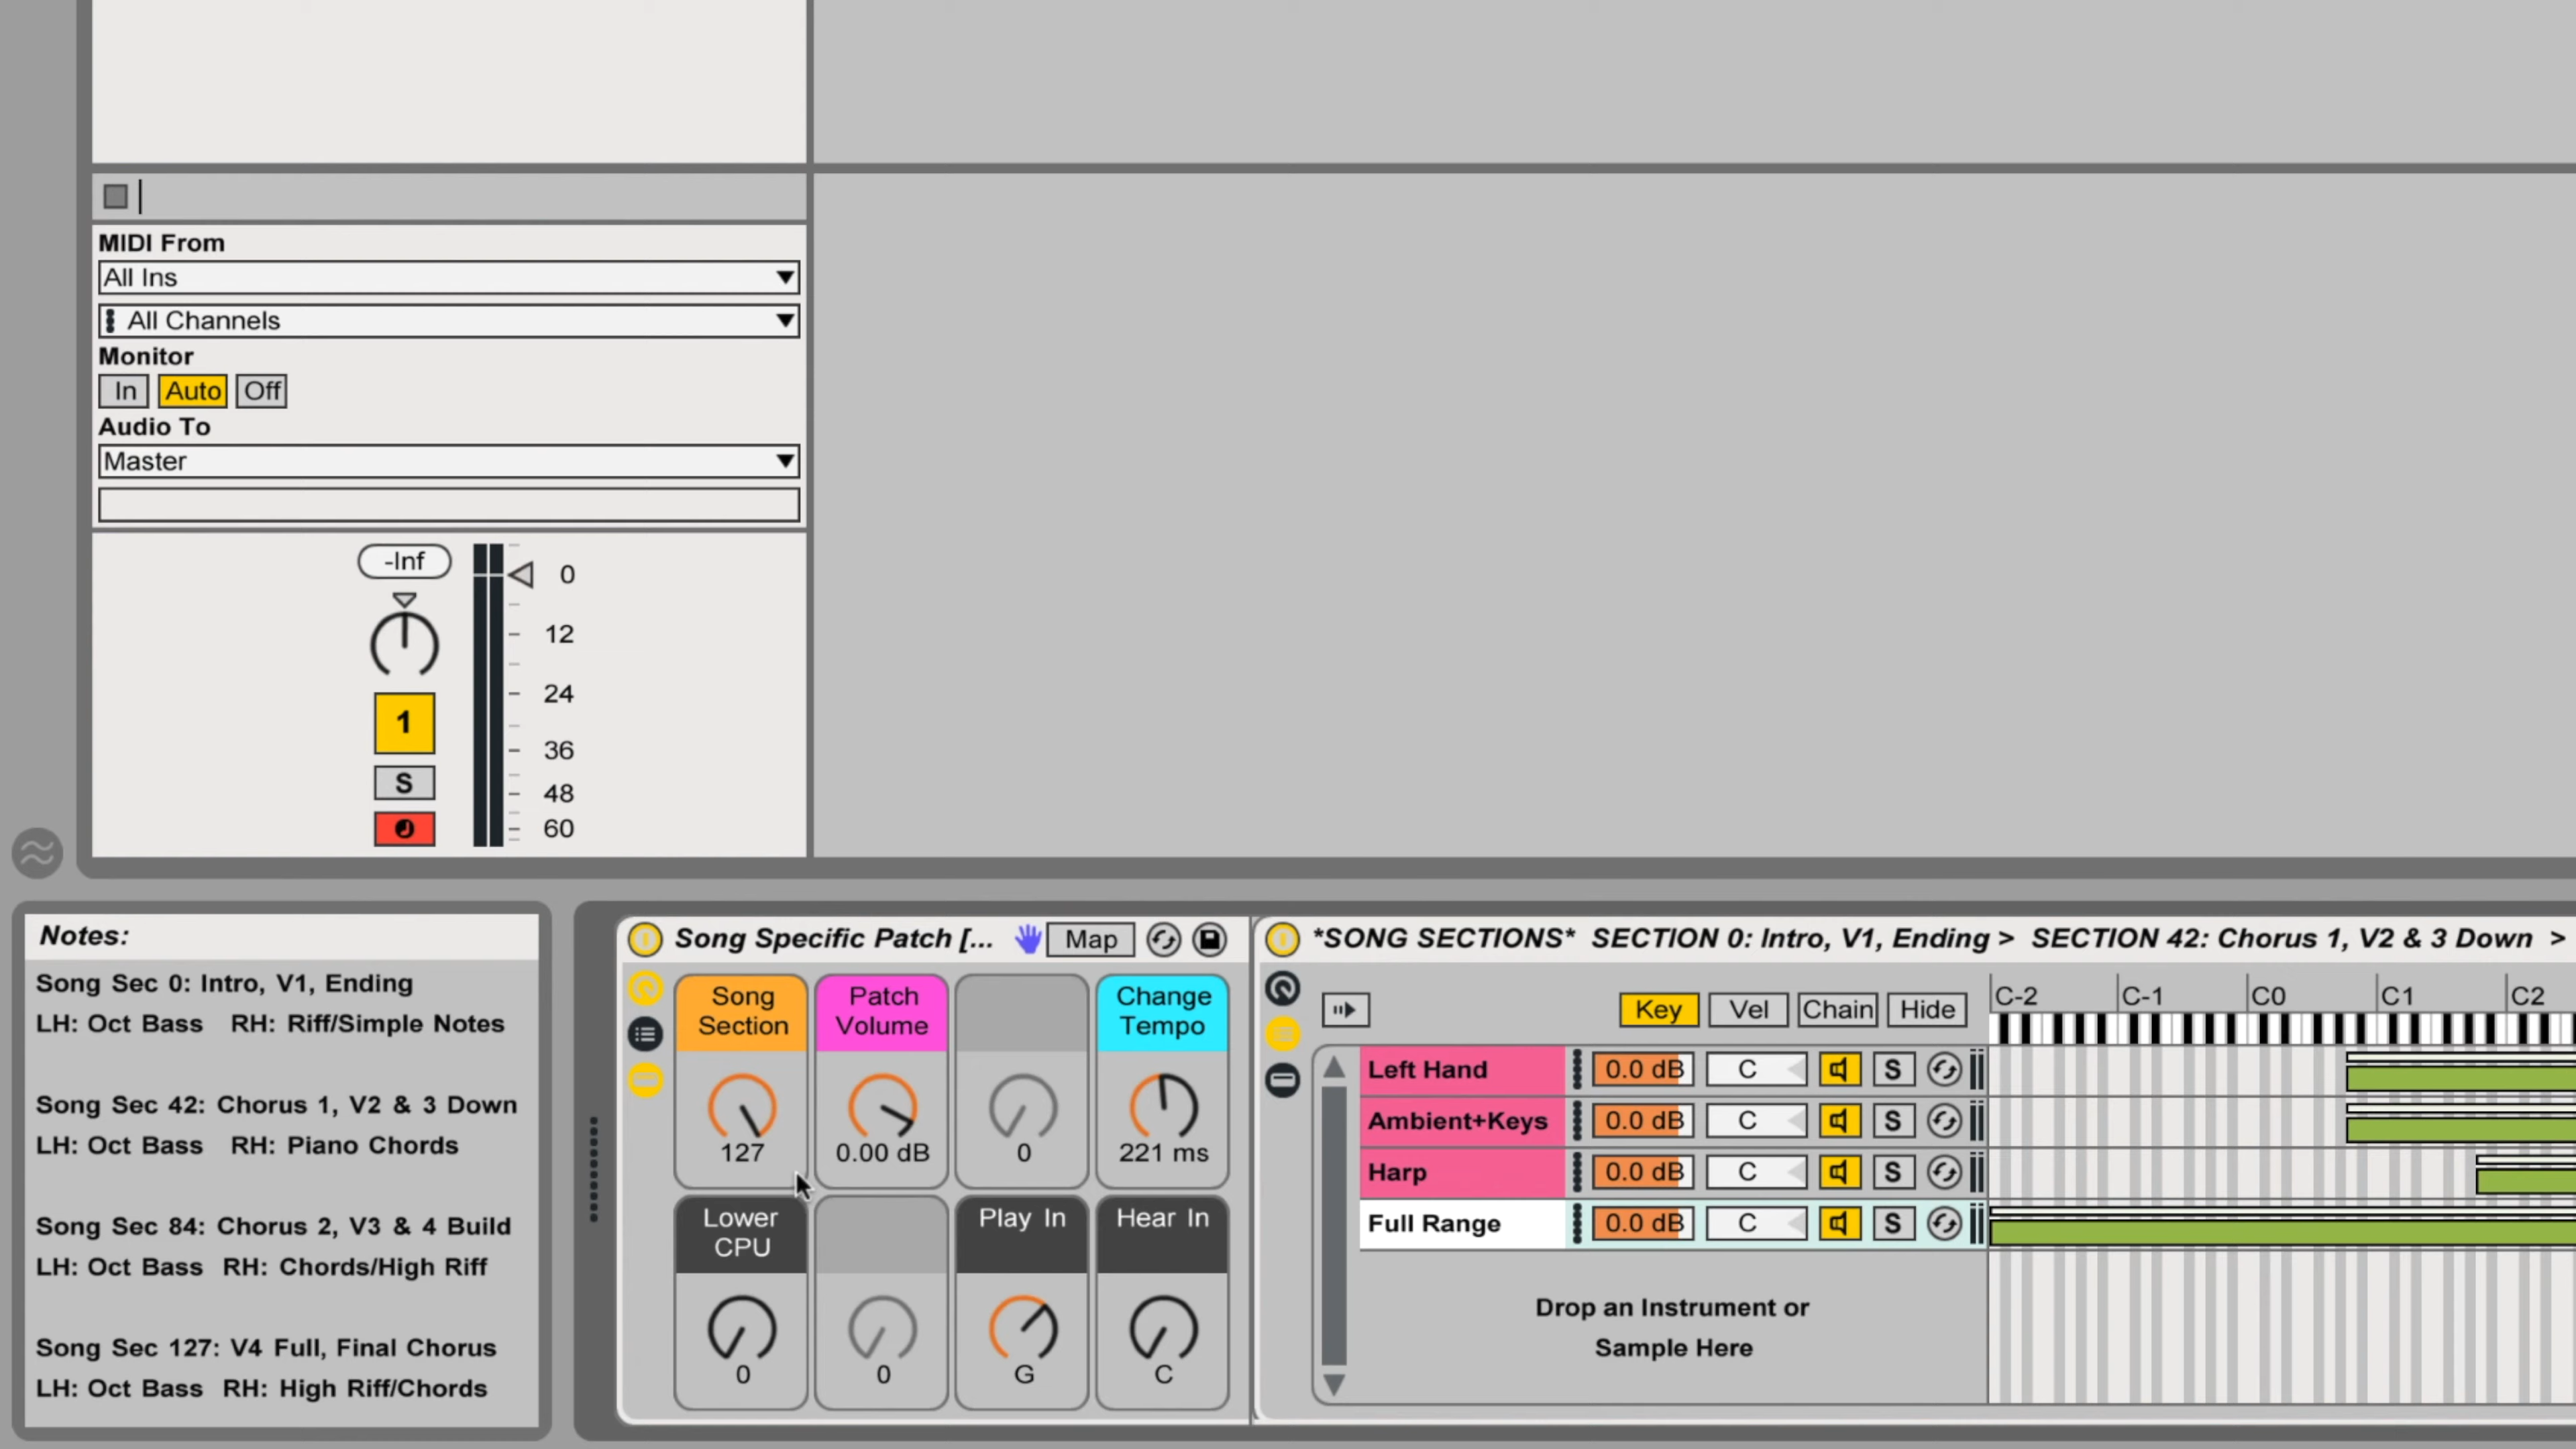 MIDI From
All Ins
All Channels
Monitor
In Auto Off
Audio To
Master
-Inf
0
12
24
36
48
60
1
S
Notes:
Song Sec 0: Intro, V1, Ending
LH: Oct Bass RH: Riff/Simple Notes
Song Sec 42: Chorus 1, V2 & 3 Down
LH: Oct Bass RH: Piano Chords
Song Sec 84: Chorus 2, V3 & 4 Build
LH: Oct Bass RH: Chords/High Riff
Song Sec 127: V4 Full, Final Chorus
LH: Oct Bass RH: High Riff/Chords
Song Specific Patch [... Map
Song Section
127
Patch Volume
0.00 dB
0
Change Tempo
221 ms
Lower CPU
0
0
Play In
G
Hear In
C
*SONG SECTIONS* SECTION 0: Intro, V1, Ending > SECTION 42: Chorus 1, V2 & 3 Down >
Key Vel Chain Hide
C-2 C-1 C0 C1 C2
Left Hand 0.0 dB C S
Ambient+Keys 0.0 dB C S
Harp 0.0 dB C S
Full Range 0.0 dB C S
Drop an Instrument or
Sample Here